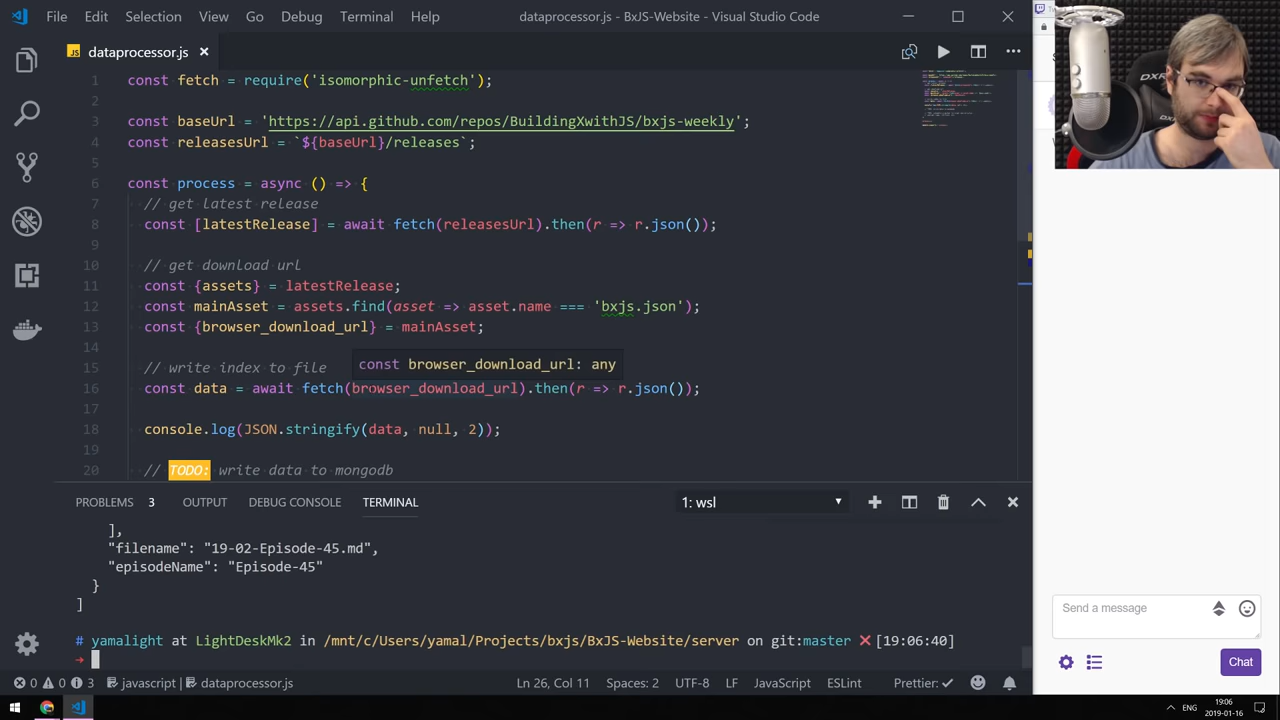 File Edit Selection View Go Debug Terminal Help
dataprocessor.js - BxJS-Website - Visual Studio Code
JS dataprocessor.js
1 const fetch = require('isomorphic-unfetch');
2
3 const baseUrl = 'https://api.github.com/repos/BuildingXwithJS/bxjs-weekly';
4 const releasesUrl = `${baseUrl}/releases`;
5
6 const process = async () => {
7 // get latest release
8 const [latestRelease] = await fetch(releasesUrl).then(r => r.json());
9
10 // get download url
11 const {assets} = latestRelease;
12 const mainAsset = assets.find(asset => asset.name === 'bxjs.json');
13 const {browser_download_url} = mainAsset;
14
15 // write index to file
const browser_download_url: any
16 const data = await fetch(browser_download_url).then(r => r.json());
17
18 console.log(JSON.stringify(data, null, 2));
19
20 // TODO: write data to mongodb
PROBLEMS 3 OUTPUT DEBUG CONSOLE TERMINAL 1: wsl
],
"filename": "19-02-Episode-45.md",
"episodeName": "Episode-45"
}
]
# yamalight at LightDeskMk2 in /mnt/c/Users/yamal/Projects/bxjs/BxJS-Website/server on git:master ❌ [19:06:40]
➜
0 0 3 javascript | dataprocessor.js Ln 26, Col 11 Spaces: 2 UTF-8 LF JavaScript ESLint Prettier: ✓
Send a message
Chat
ENG
19:06
2019-01-16